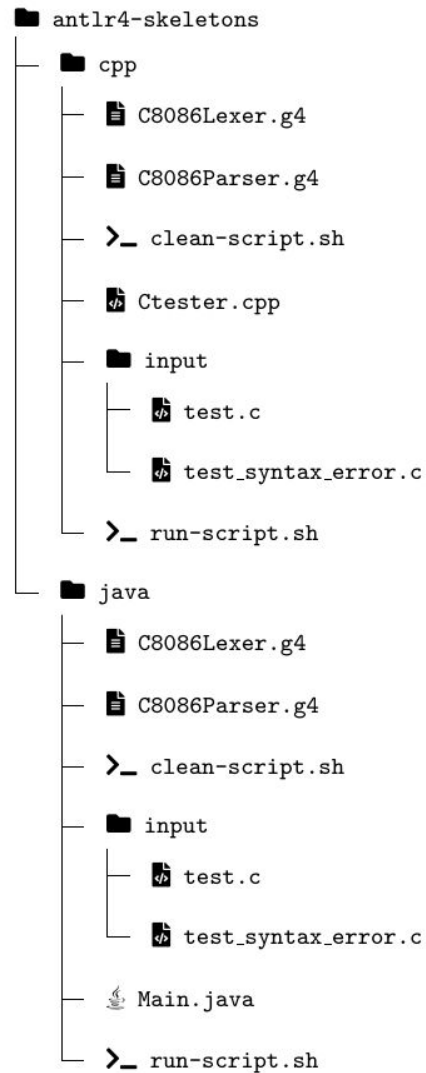 antlr4-skeletons
cpp
C8086Lexer.g4
C8086Parser.g4
clean-script.sh
Ctester.cpp
input
test.c
test_syntax_error.c
run-script.sh
java
C8086Lexer.g4
C8086Parser.g4
clean-script.sh
input
test.c
test_syntax_error.c
Main.java
run-script.sh